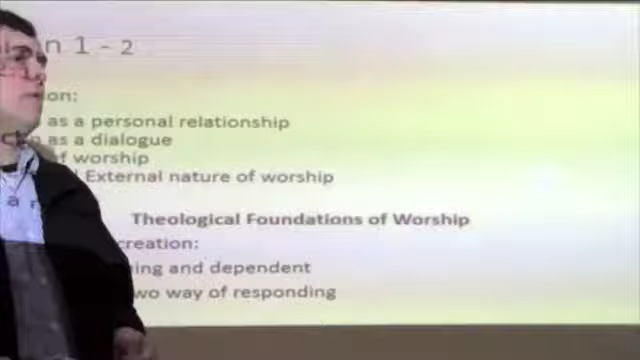 n 1 - 2
on:
as a personal relationship
as a dialogue
of worship
External nature of worship
Theological Foundations of Worship
creation:
ing and dependent
wo way of responding